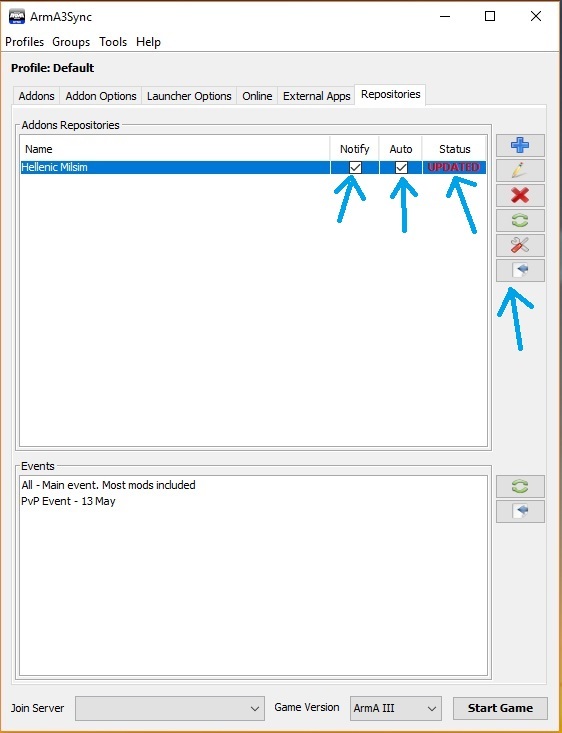 ArmA3Sync
Profiles Groups Tools Help
Profile: Default
Addons Addon Options Launcher Options Online External Apps Repositories
Addons Repositories
Name Notify Auto Status
Hellenic Milsim UPDATED
Events
All - Main event. Most mods included
PvP Event - 13 May
Join Server Game Version ArmA III Start Game